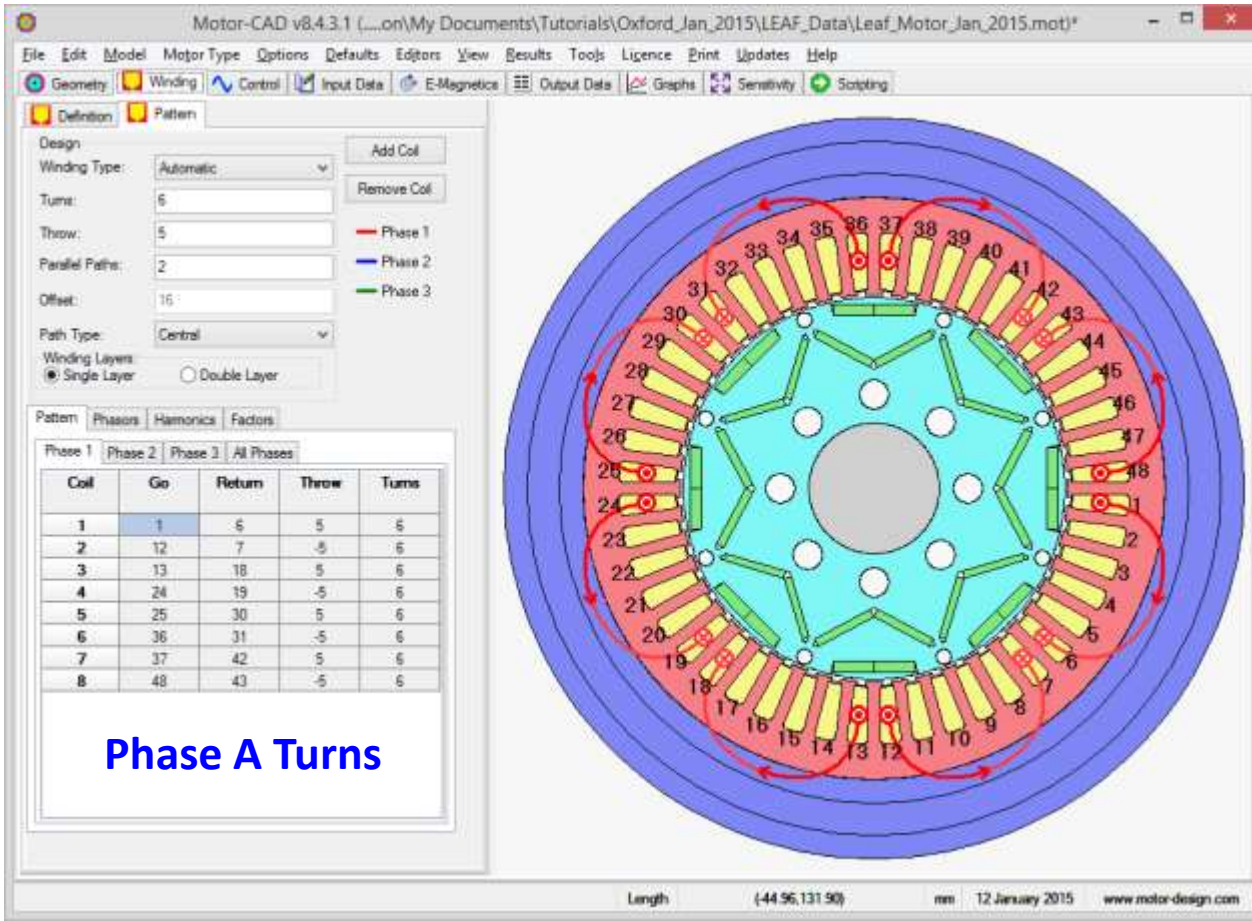 Motor-CAD v8.4.3.1 (....on\My Documents\Tutorials\Oxford_Jan_2015\LEAF_Data\Leaf_Motor_Jan_2015.mot)*
File Edit Model Motor Type Options Defaults Editors View Results Tools Licence Print Updates Help
Geometry Winding Control Input Data E-Magnetics Output Data Graphs Sensitivity Scripting
Definition Pattern
Design
Winding Type: Automatic
Turns: 6
Throw: 5
Parallel Paths: 2
Offset: 16
Path Type: Central
Winding Layers:
Single Layer Double Layer
Add Coil
Remove Coil
Phase 1
Phase 2
Phase 3
Pattern Phasors Harmonics Factors
Phase 1 Phase 2 Phase 3 All Phases
Coil Go Return Throw Turns
1 1 6 5 6
2 12 7 -5 6
3 13 18 5 6
4 24 19 -5 6
5 25 30 5 6
6 36 31 -5 6
7 37 42 5 6
8 48 43 -5 6
Phase A Turns
36
37
38
39
40
41
42
43
44
45
46
47
48
1
2
3
4
5
6
7
8
9
10
11
12
13
14
15
16
17
18
19
20
21
22
23
24
25
26
27
28
29
30
31
32
33
34
35
Length (-44.96,131.90) mm 12 January 2015 www.motor-design.com